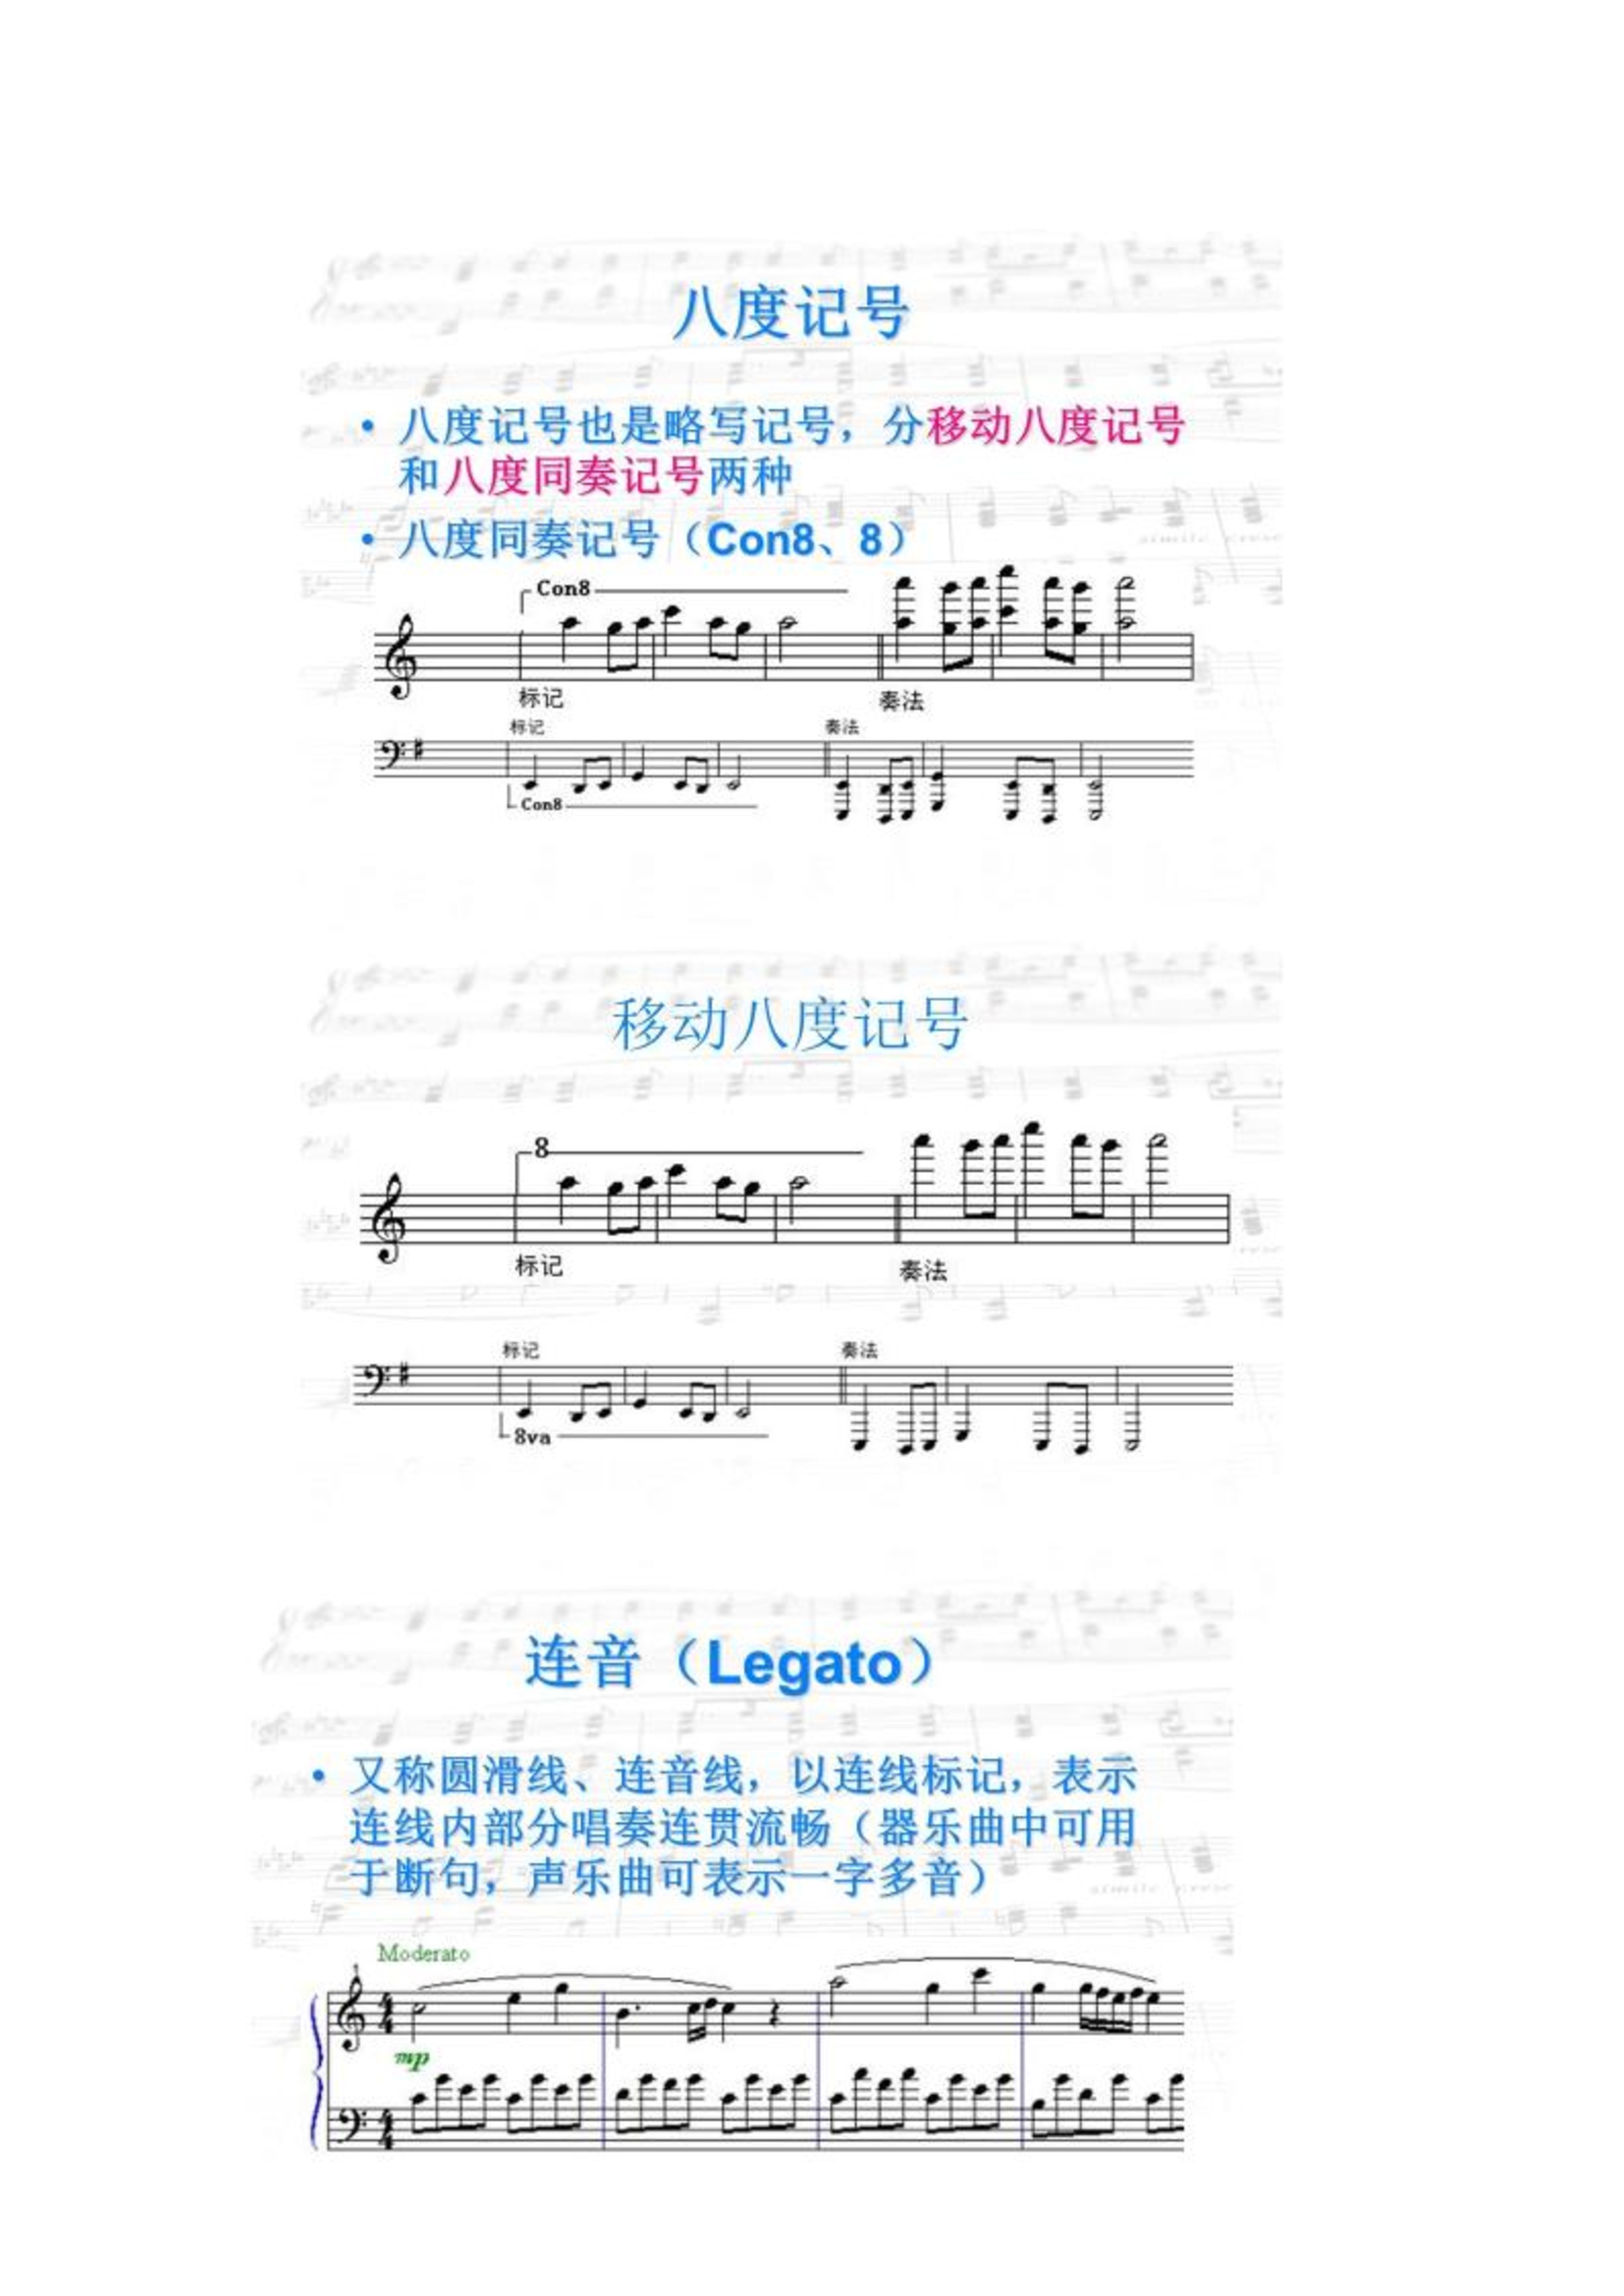 八度记号
• 八度记号也是略写记号，分移动八度记号
和八度同奏记号两种
• 八度同奏记号（Con8、8）
Con8
标记 奏法
标记 奏法
Con8
移动八度记号
8
标记 奏法
标记 奏法
8va
连音（Legato）
• 又称圆滑线、连音线，以连线标记，表示
连线内部分唱奏连贯流畅（器乐曲中可用
于断句，声乐曲可表示一字多音）
Moderato
1
4
4
mp
4
4